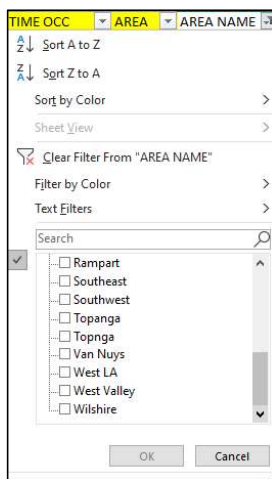 TIME OCC AREA AREA NAME
Sort A to Z
Sort Z to A
Sort by Color
Sheet View
Clear Filter From "AREA NAME"
Filter by Color
Text Filters
Search
Rampart
Southeast
Southwest
Topanga
Topnga
Van Nuys
West LA
West Valley
Wilshire
OK Cancel